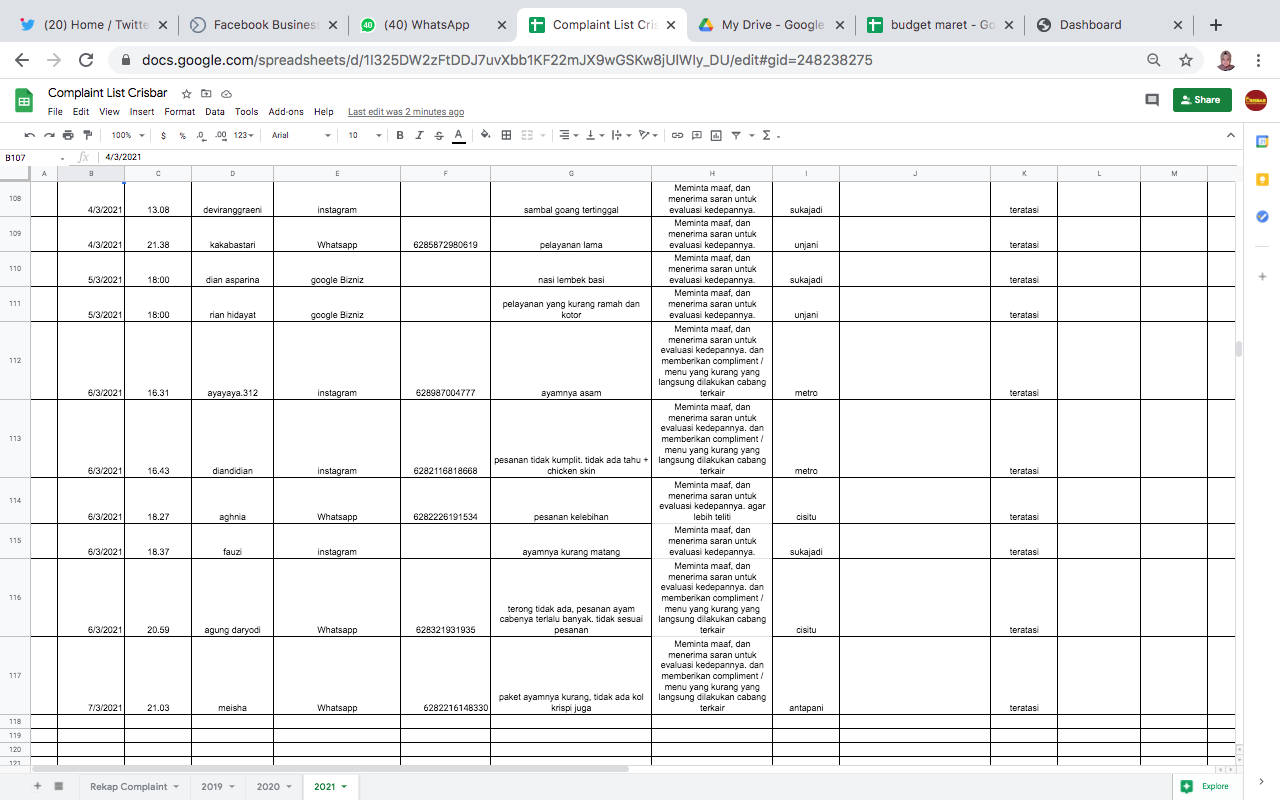 (20) Home / Twitte
Facebook Business
(40) WhatsApp
Complaint List Cris
My Drive - Google
budget maret - Go
Dashboard
docs.google.com/spreadsheets/d/1I325DW2zFtDDJ7uvXbb1KF22mJX9wGSKw8jUIWIy_DU/edit#gid=248238275
Complaint List Crisbar
File Edit View Insert Format Data Tools Add-ons Help Last edit was 2 minutes ago
Share
100% $ % .0 .00 123 Arial 10 B I S A
B107 fx 4/3/2021
A B C D E F G H I J K L M
108 4/3/2021 13.08 deviranggraeni instagram sambal goang tertinggal Meminta maaf, dan
menerima saran untuk
evaluasi kedepannya. sukajadi teratasi
109 4/3/2021 21.38 kakabastari Whatsapp 6285872980619 pelayanan lama Meminta maaf, dan
menerima saran untuk
evaluasi kedepannya. unjani teratasi
110 5/3/2021 18:00 dian asparina google Bizniz nasi lembek basi Meminta maaf, dan
menerima saran untuk
evaluasi kedepannya. sukajadi teratasi
111 5/3/2021 18:00 rian hidayat google Bizniz pelayanan yang kurang ramah dan
kotor Meminta maaf, dan
menerima saran untuk
evaluasi kedepannya. unjani teratasi
112 6/3/2021 16.31 ayayaya.312 instagram 628987004777 ayamnya asam Meminta maaf, dan
menerima saran untuk
evaluasi kedepannya. dan
memberikan compliment /
menu yang kurang yang
langsung dilakukan cabang
terkair metro teratasi
113 6/3/2021 16.43 diandidian instagram 6282116818668 pesanan tidak kumplit. tidak ada tahu +
chicken skin Meminta maaf, dan
menerima saran untuk
evaluasi kedepannya. dan
memberikan compliment /
menu yang kurang yang
langsung dilakukan cabang
terkair metro teratasi
114 6/3/2021 18.27 aghnia Whatsapp 6282226191534 pesanan kelebihan Meminta maaf, dan
menerima saran untuk
evaluasi kedepannya. agar
lebih teliti cisitu teratasi
115 6/3/2021 18.37 fauzi instagram ayamnya kurang matang Meminta maaf, dan
menerima saran untuk
evaluasi kedepannya. sukajadi teratasi
116 6/3/2021 20.59 agung daryodi Whatsapp 628321931935 terong tidak ada, pesanan ayam
cabenya terlalu banyak. tidak sesuai
pesanan Meminta maaf, dan
menerima saran untuk
evaluasi kedepannya. dan
memberikan compliment /
menu yang kurang yang
langsung dilakukan cabang
terkair cisitu teratasi
117 7/3/2021 21.03 meisha Whatsapp 6282216148330 paket ayamnya kurang, tidak ada kol
krispi juga Meminta maaf, dan
menerima saran untuk
evaluasi kedepannya. dan
memberikan compliment /
menu yang kurang yang
langsung dilakukan cabang
terkair antapani teratasi
118
119
120
121
Rekap Complaint 2019 2020 2021 Explore